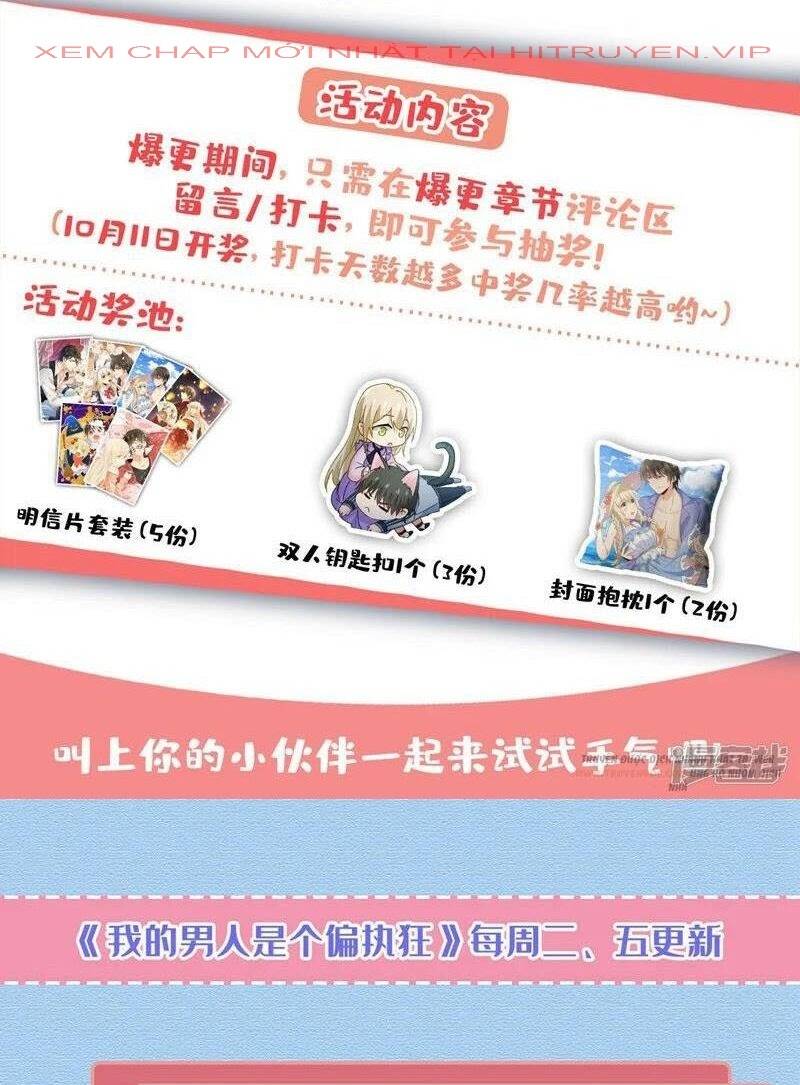 XEM CHAP MỚI NHẤT TẠI HITRUYEN.VIP
活动内容
爆更期间，只需在爆更章节评论区
留言/打卡，即可参与抽奖！
（10月11日开奖，打卡天数越多中奖几率越高哟~）
活动奖池：
明信片套装（5份）
双人钥匙扣1个（3份）
封面抱枕1个（2份）
叫上你的小伙伴一起来试试手气吧！
漫客栈
《我的男人是个偏执狂》每周二、五更新